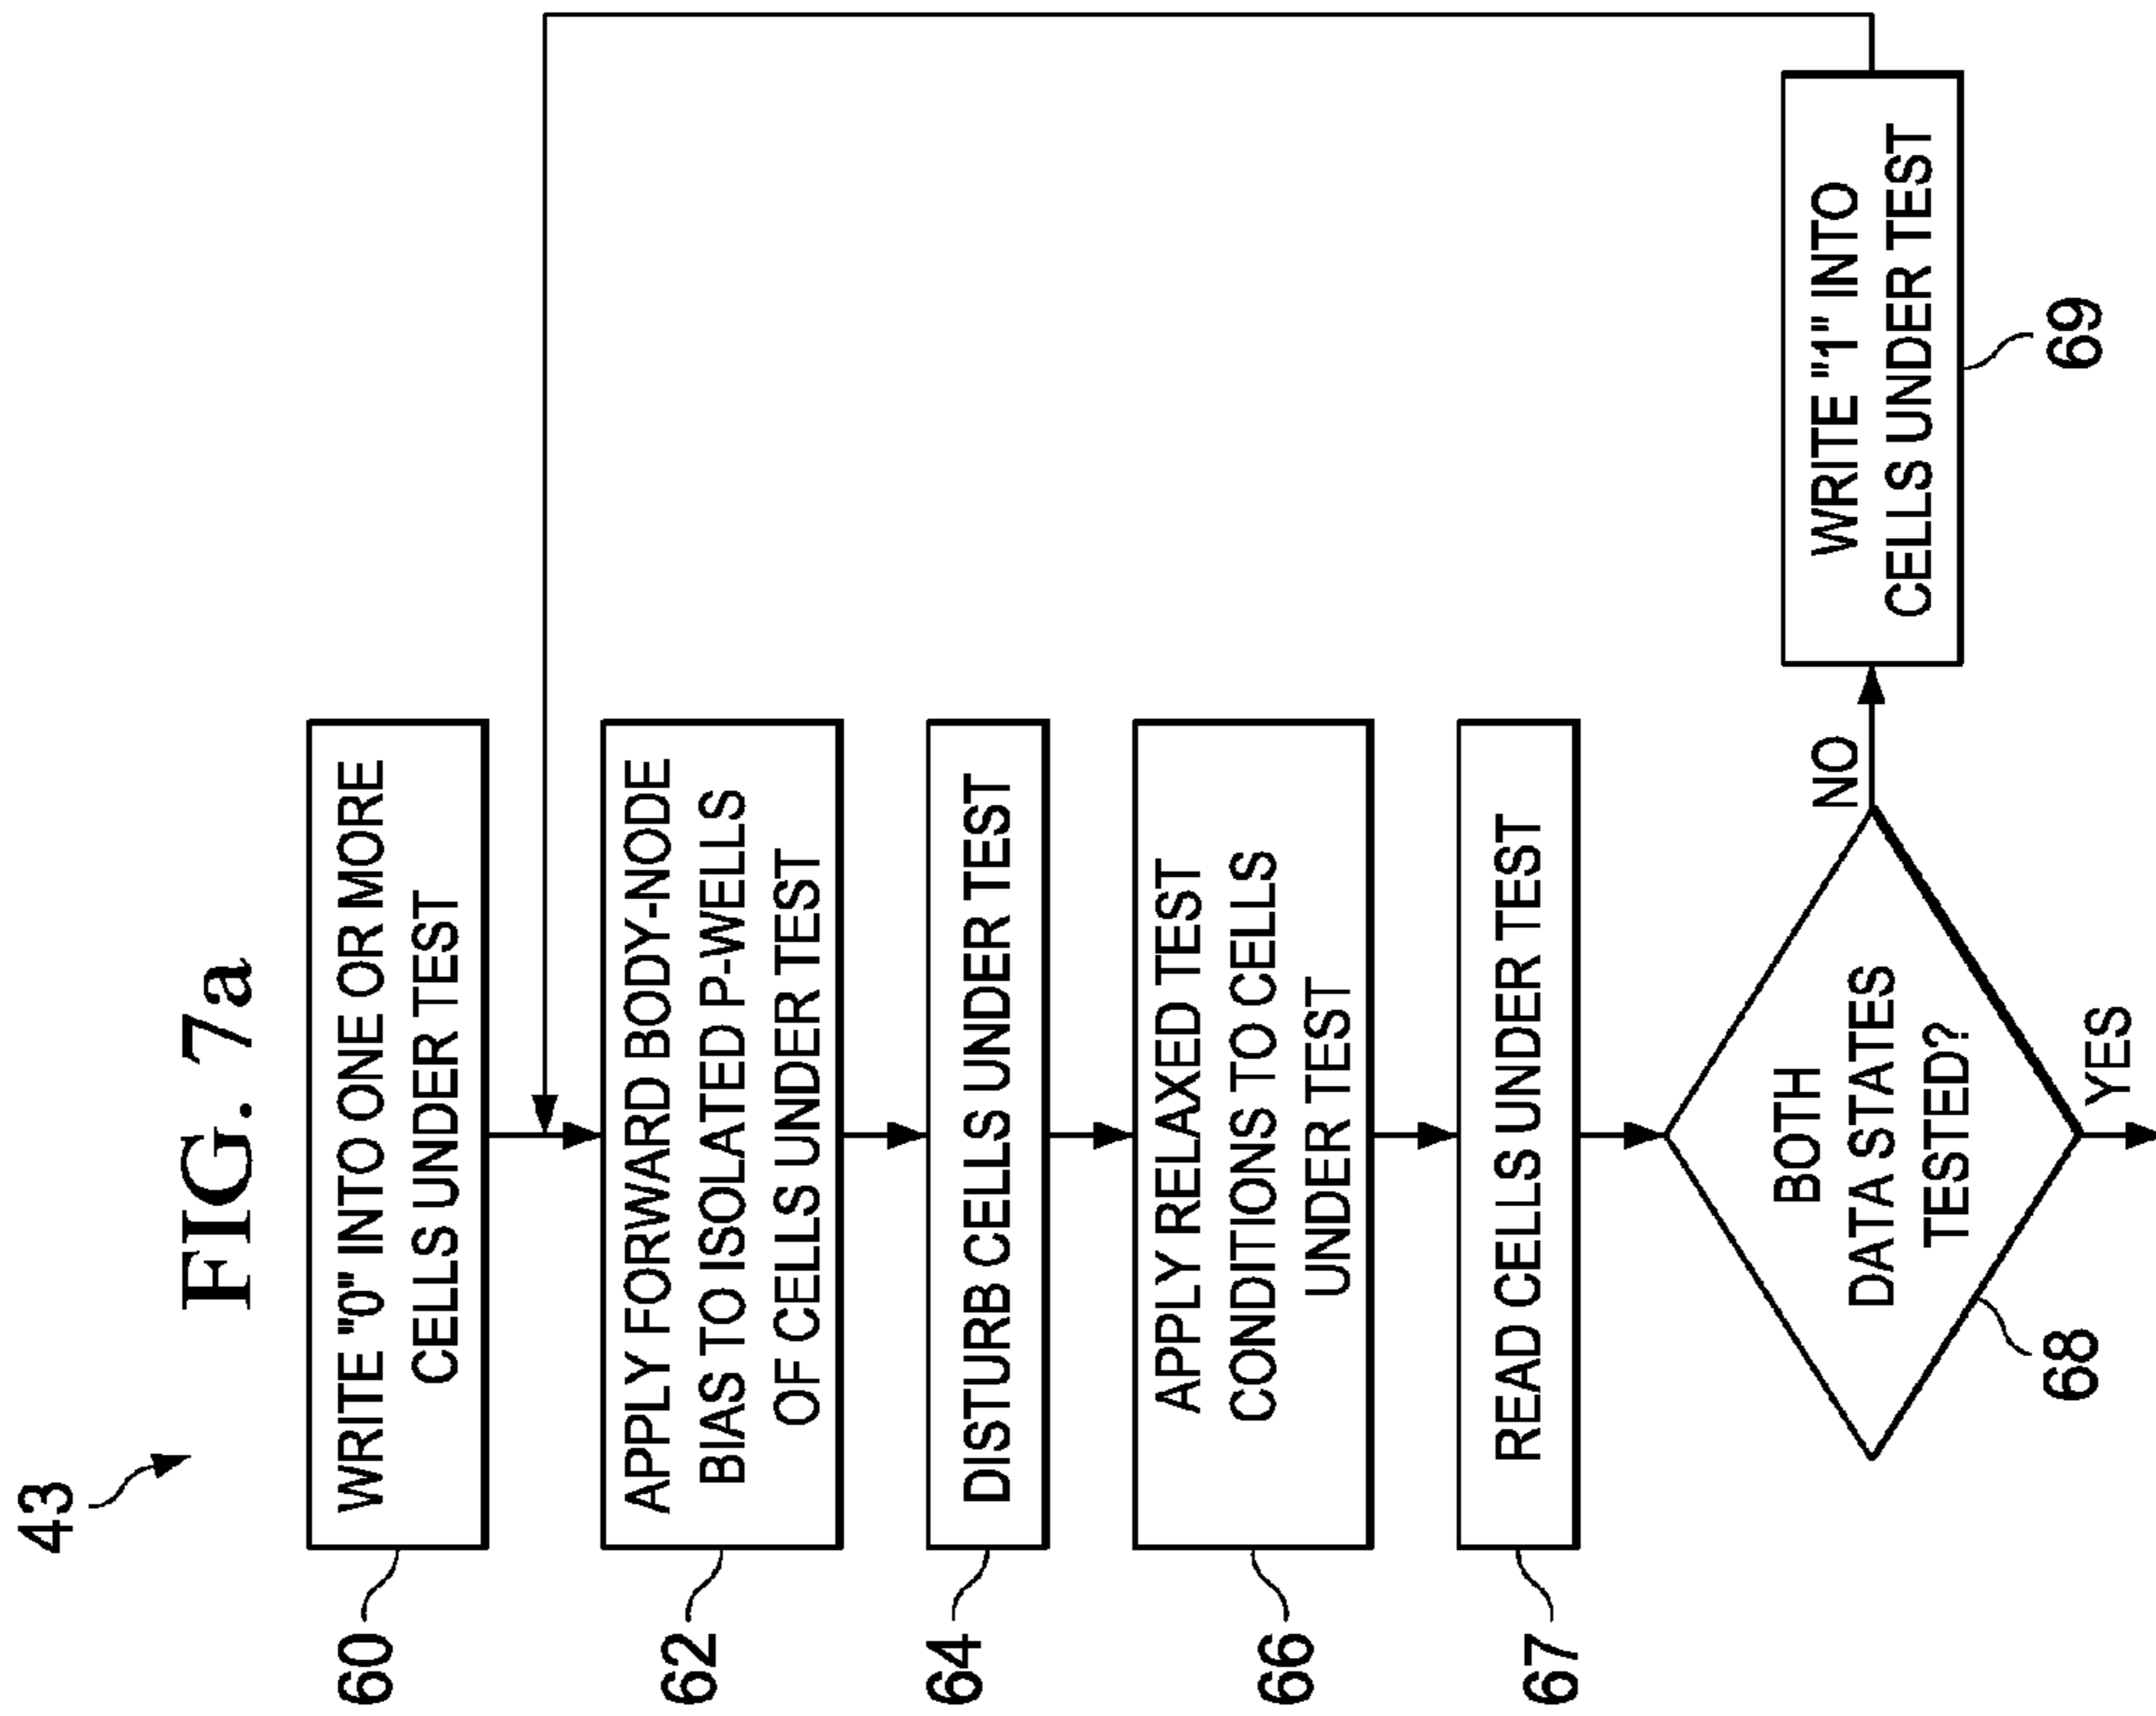 FIG. 7a
43
60
WRITE "0" INTO ONE OR MORE
CELLS UNDER TEST
62
APPLY FORWARD BODY-NODE
BIAS TO ISOLATED P-WELLS
OF CELLS UNDER TEST
64
DISTURB CELLS UNDER TEST
66
APPLY RELAXED TEST
CONDITIONS TO CELLS
UNDER TEST
67
READ CELLS UNDER TEST
68
BOTH
DATA STATES
TESTED?
NO
YES
WRITE "1" INTO
CELLS UNDER TEST
69